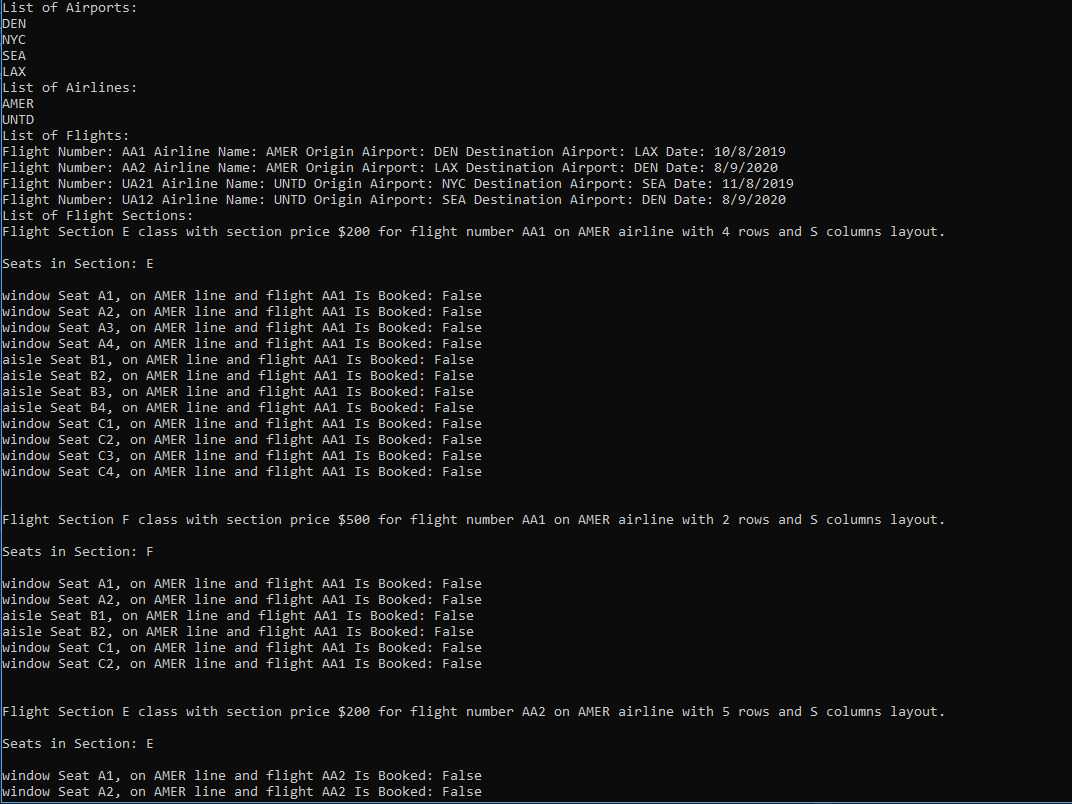 List of Airports:
DEN
NYC
SEA
LAX
List of Airlines:
AMER
UNTD
List of Flights:
Flight Number: AA1 Airline Name: AMER Origin Airport: DEN Destination Airport: LAX Date: 10/8/2019
Flight Number: AA2 Airline Name: AMER Origin Airport: LAX Destination Airport: DEN Date: 8/9/2020
Flight Number: UA21 Airline Name: UNTD Origin Airport: NYC Destination Airport: SEA Date: 11/8/2019
Flight Number: UA12 Airline Name: UNTD Origin Airport: SEA Destination Airport: DEN Date: 8/9/2020
List of Flight Sections:
Flight Section E class with section price $200 for flight number AA1 on AMER airline with 4 rows and S columns layout.
Seats in Section: E
window Seat A1, on AMER line and flight AA1 Is Booked: False
window Seat A2, on AMER line and flight AA1 Is Booked: False
window Seat A3, on AMER line and flight AA1 Is Booked: False
window Seat A4, on AMER line and flight AA1 Is Booked: False
aisle Seat B1, on AMER line and flight AA1 Is Booked: False
aisle Seat B2, on AMER line and flight AA1 Is Booked: False
aisle Seat B3, on AMER line and flight AA1 Is Booked: False
aisle Seat B4, on AMER line and flight AA1 Is Booked: False
window Seat C1, on AMER line and flight AA1 Is Booked: False
window Seat C2, on AMER line and flight AA1 Is Booked: False
window Seat C3, on AMER line and flight AA1 Is Booked: False
window Seat C4, on AMER line and flight AA1 Is Booked: False
Flight Section F class with section price $500 for flight number AA1 on AMER airline with 2 rows and S columns layout.
Seats in Section: F
window Seat A1, on AMER line and flight AA1 Is Booked: False
window Seat A2, on AMER line and flight AA1 Is Booked: False
aisle Seat B1, on AMER line and flight AA1 Is Booked: False
aisle Seat B2, on AMER line and flight AA1 Is Booked: False
window Seat C1, on AMER line and flight AA1 Is Booked: False
window Seat C2, on AMER line and flight AA1 Is Booked: False
Flight Section E class with section price $200 for flight number AA2 on AMER airline with 5 rows and S columns layout.
Seats in Section: E
window Seat A1, on AMER line and flight AA2 Is Booked: False
window Seat A2, on AMER line and flight AA2 Is Booked: False